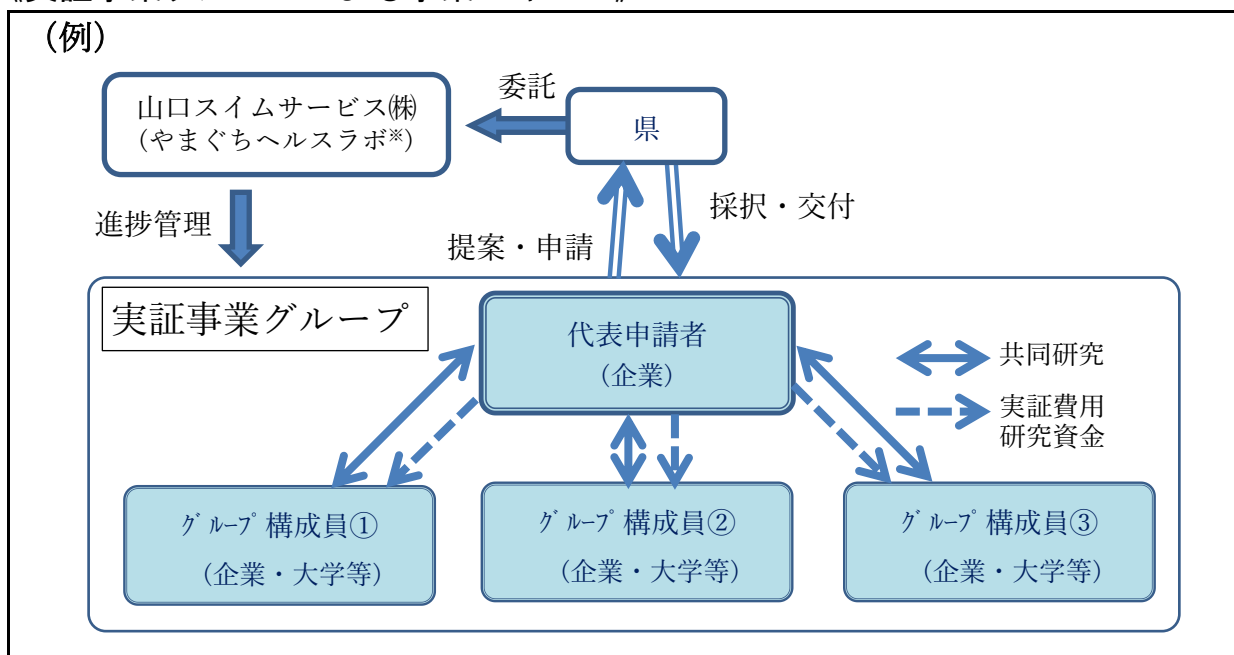 (例)
委託
山口スイムサービス㈱
(やまぐちヘルスラボ※)
県
進捗管理
採択・交付
提案・申請
実証事業グループ
代表申請者
(企業)
共同研究
実証費用
研究資金
ｸﾞﾙｰﾌﾟ構成員①
(企業・大学等)
ｸﾞﾙｰﾌﾟ構成員②
(企業・大学等)
ｸﾞﾙｰﾌﾟ構成員③
(企業・大学等)